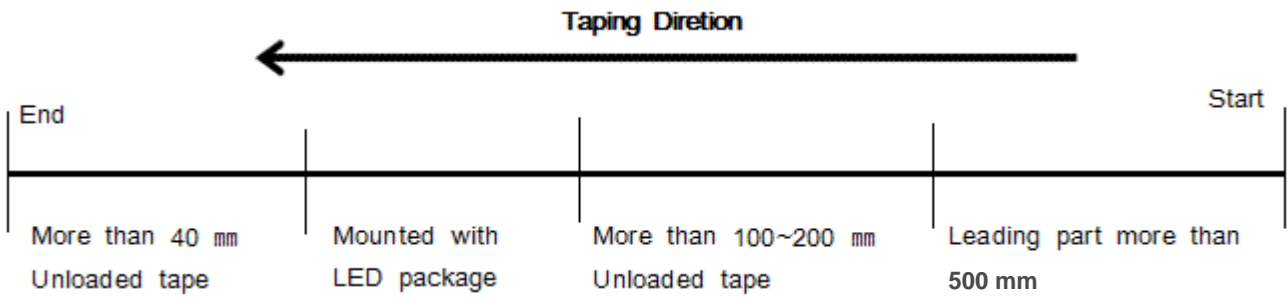 Taping Diretion
End
Start
More than 40 mm
Unloaded tape
Mounted with
LED package
More than 100~200 mm
Unloaded tape
Leading part more than
500 mm